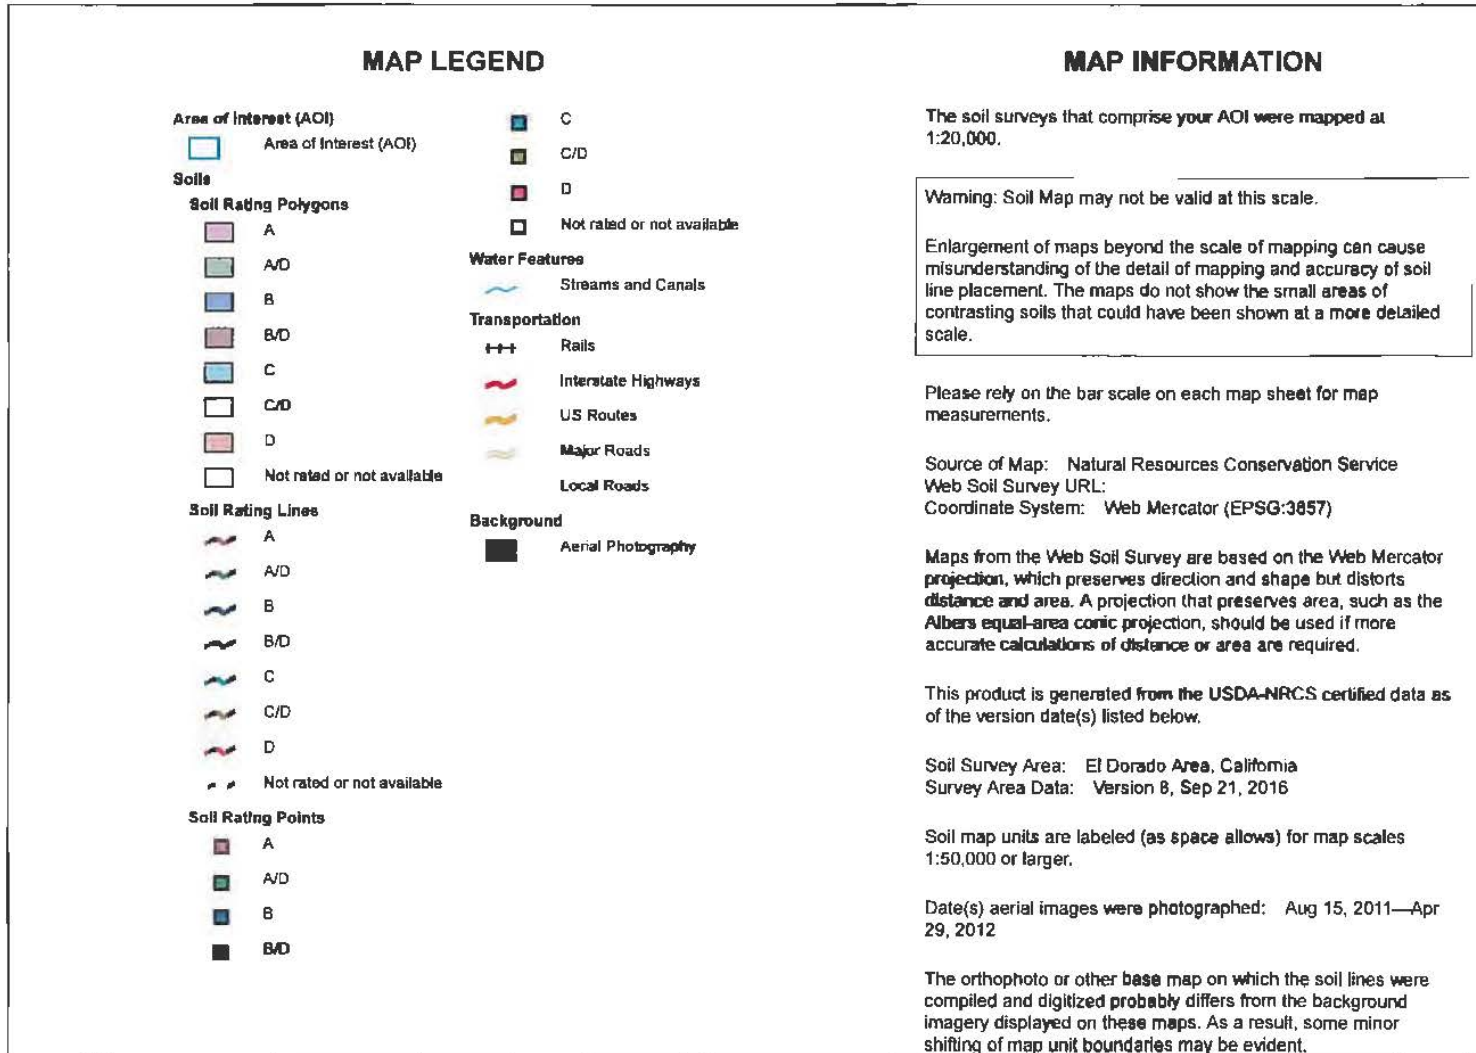 MAP LEGEND
Area of Interest (AOI)
Area of Interest (AOI)
Soils
Soil Rating Polygons
A
A/D
B
B/D
C
C/D
D
Not rated or not available
Soil Rating Lines
A
A/D
B
B/D
C
C/D
D
Not rated or not available
Soil Rating Points
A
A/D
B
B/D
C
C/D
D
Not rated or not available
Water Features
Streams and Canals
Transportation
Rails
Interstate Highways
US Routes
Major Roads
Local Roads
Background
Aerial Photography
MAP INFORMATION
The soil surveys that comprise your AOI were mapped at
1:20,000.
Warning: Soil Map may not be valid at this scale.
Enlargement of maps beyond the scale of mapping can cause
misunderstanding of the detail of mapping and accuracy of soil
line placement. The maps do not show the small areas of
contrasting soils that could have been shown at a more detailed
scale.
Please rely on the bar scale on each map sheet for map
measurements.
Source of Map: Natural Resources Conservation Service
Web Soil Survey URL:
Coordinate System: Web Mercator (EPSG:3857)
Maps from the Web Soil Survey are based on the Web Mercator
projection, which preserves direction and shape but distorts
distance and area. A projection that preserves area, such as the
Albers equal-area conic projection, should be used if more
accurate calculations of distance or area are required.
This product is generated from the USDA-NRCS certified data as
of the version date(s) listed below.
Soil Survey Area: El Dorado Area, California
Survey Area Data: Version 8, Sep 21, 2016
Soil map units are labeled (as space allows) for map scales
1:50,000 or larger.
Date(s) aerial images were photographed: Aug 15, 2011—Apr
29, 2012
The orthophoto or other base map on which the soil lines were
compiled and digitized probably differs from the background
imagery displayed on these maps. As a result, some minor
shifting of map unit boundaries may be evident.